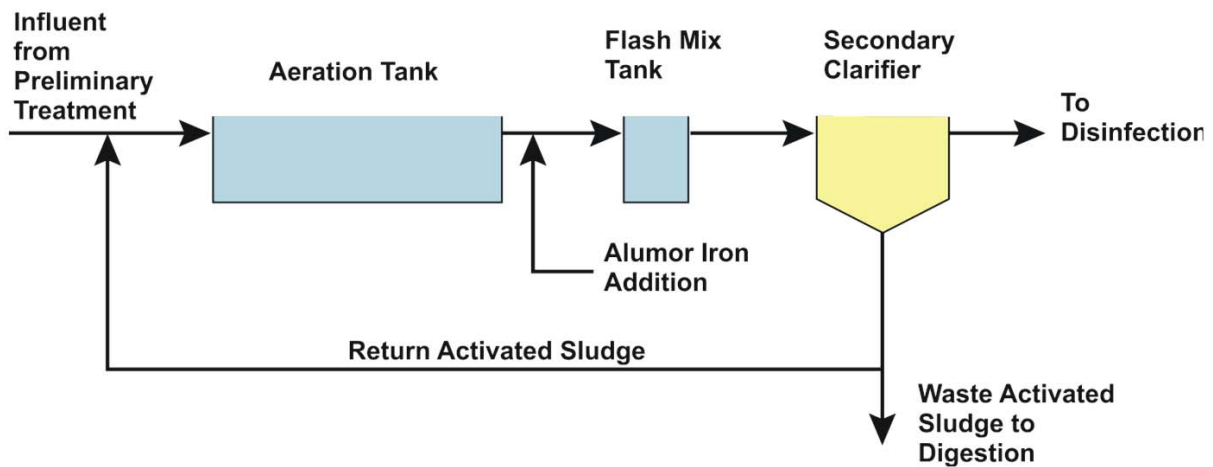 Influent
from
Preliminary
Treatment
Aeration Tank
Flash Mix
Tank
Secondary
Clarifier
To
Disinfection
Alumor Iron
Addition
Return Activated Sludge
Waste Activated
Sludge to
Digestion